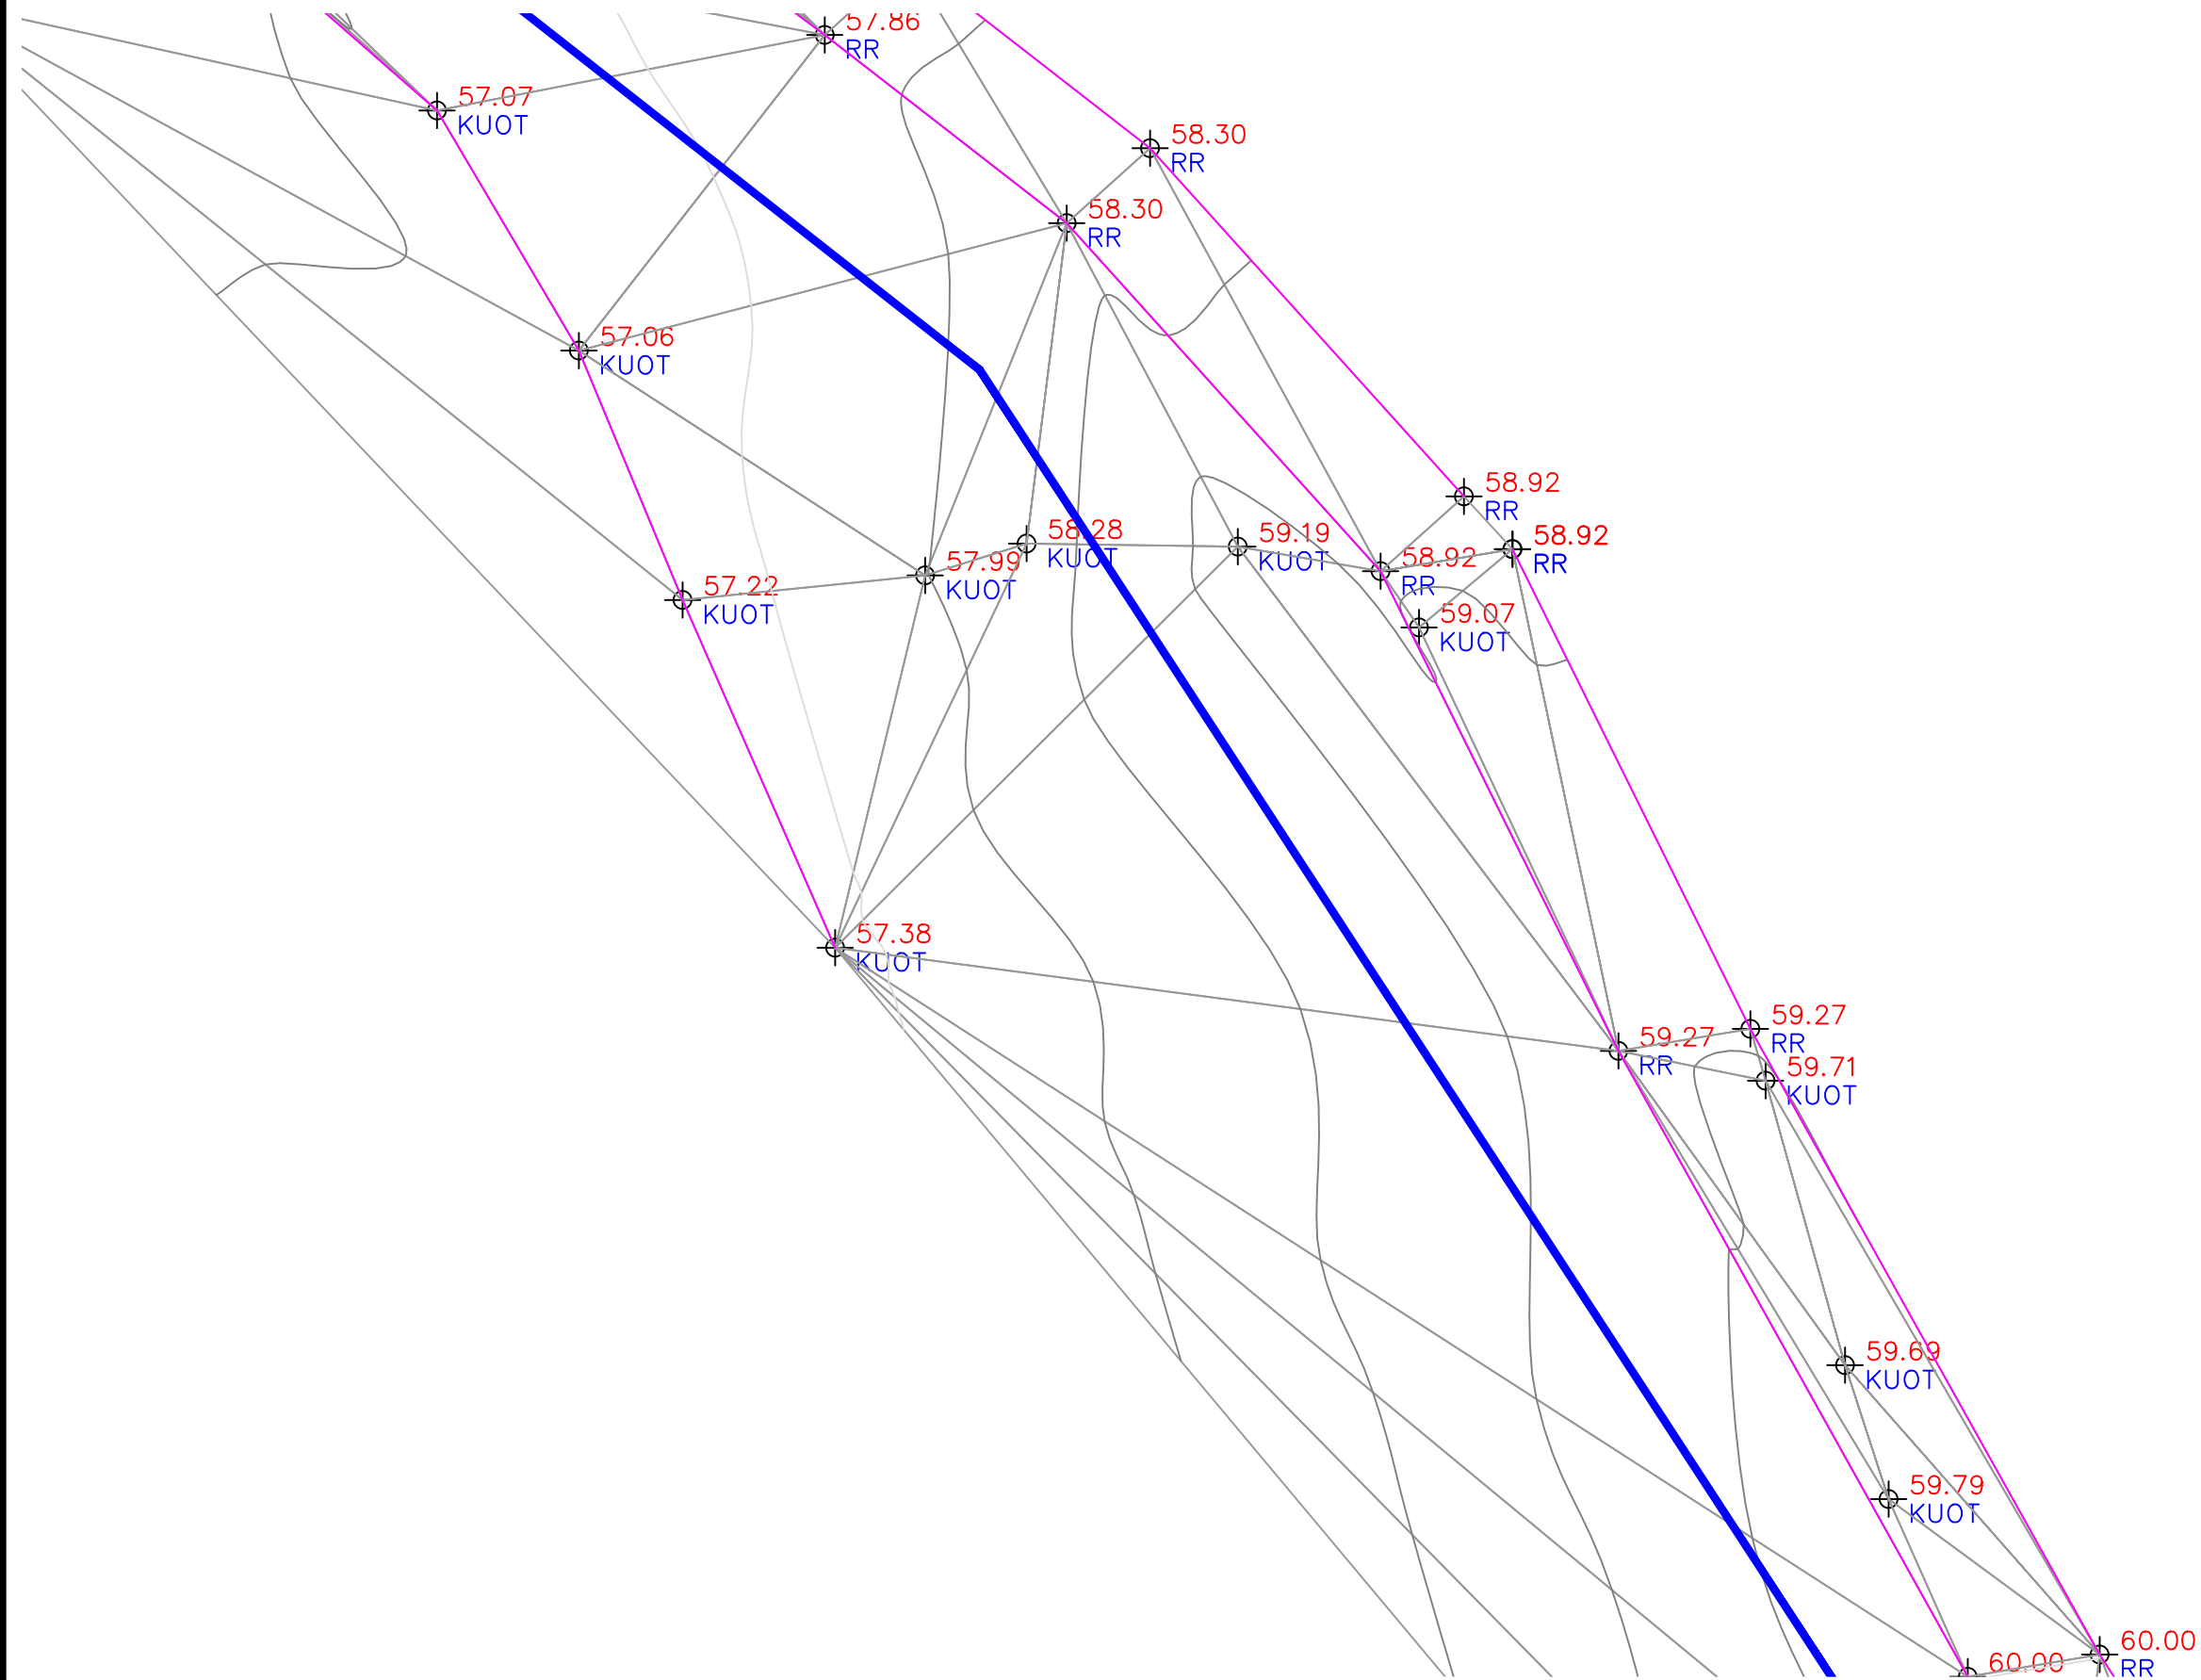 57.86
RR
57.07
KUOT
58.30
RR
58.30
RR
57.06
KUOT
58.92
RR
58.28
KUOT
59.19
KUOT
58.92
RR
57.99
KUOT
58.92
RR
57.22
KUOT
59.07
KUOT
57.38
KUOT
59.27
RR
59.27
RR
59.71
KUOT
59.69
KUOT
59.79
KUOT
60.00
RR
60.00